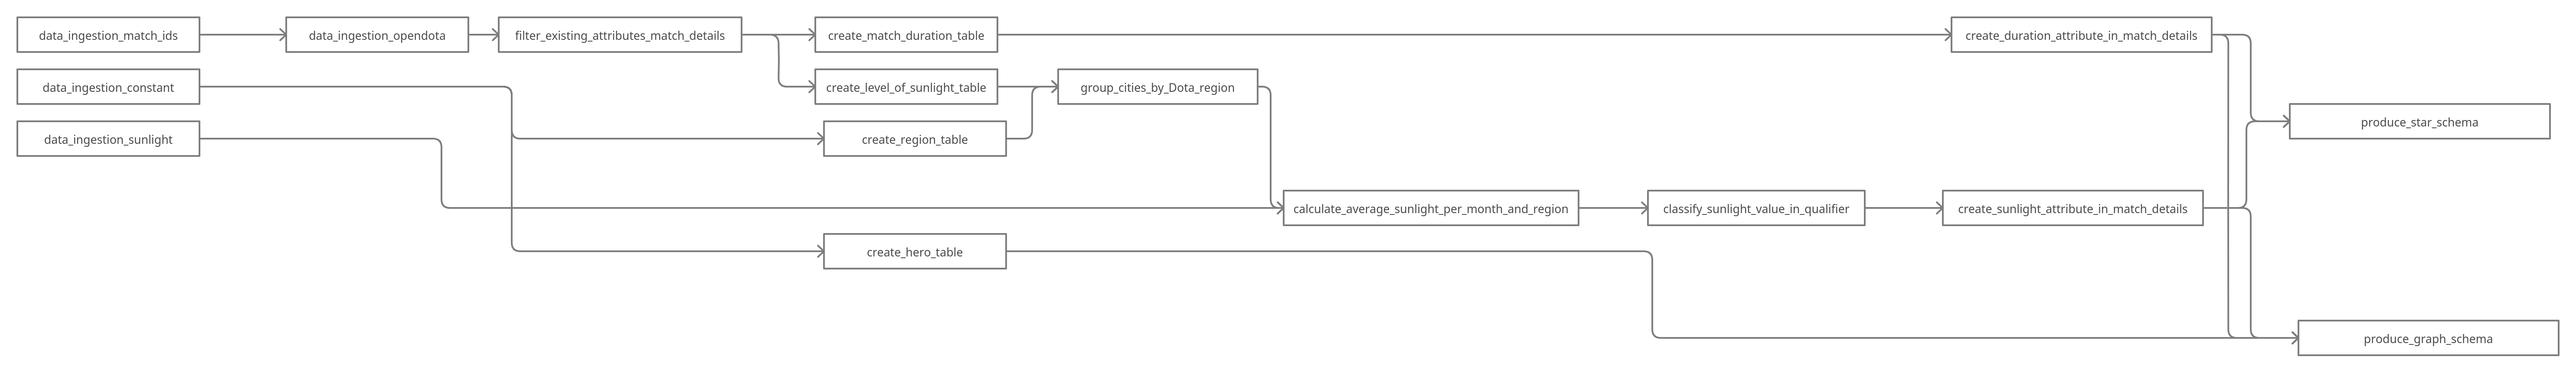 data_ingestion_match_ids
data_ingestion_opendota
filter_existing_attributes_match_details
create_match_duration_table
create_duration_attribute_in_match_details
data_ingestion_constant
create_level_of_sunlight_table
group_cities_by_Dota_region
produce_star_schema
data_ingestion_sunlight
create_region_table
calculate_average_sunlight_per_month_and_region
classify_sunlight_value_in_qualifier
create_sunlight_attribute_in_match_details
create_hero_table
produce_graph_schema